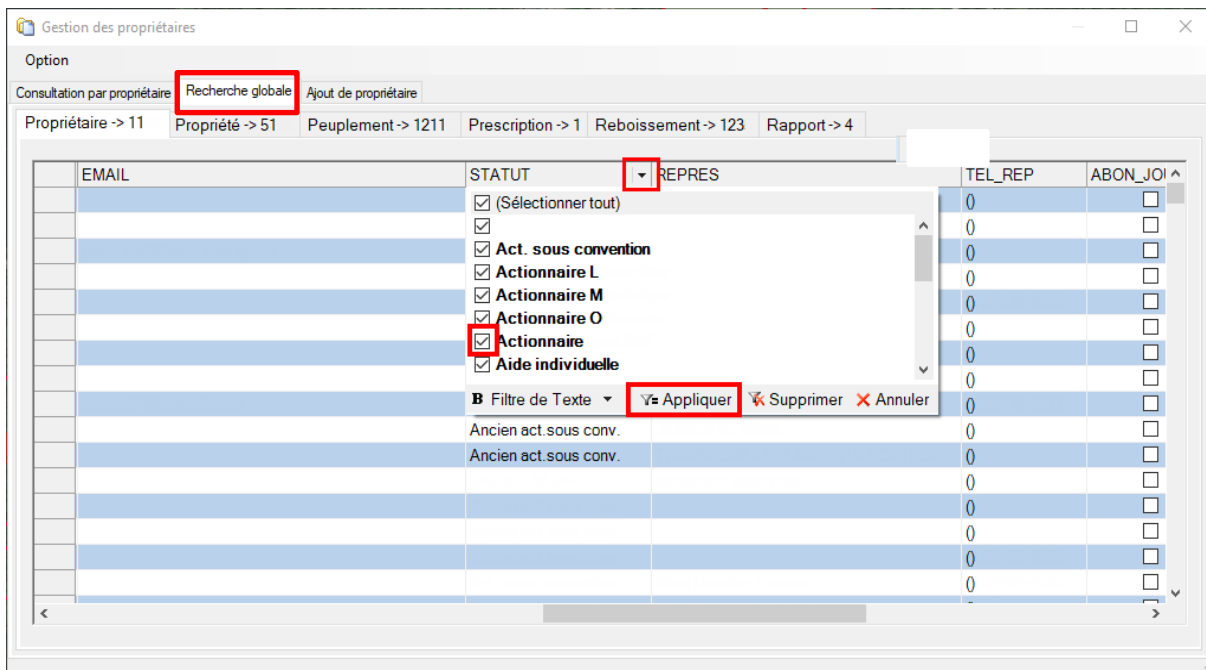 Gestion des propriétaires
Option
Consultation par propriétaire Recherche globale Ajout de propriétaire
Propriétaire -> 11 Propriété -> 51 Peuplement -> 1211 Prescription -> 1 Reboissement -> 123 Rapport -> 4
EMAIL STATUT REPRES TEL_REP ABON_JOU
(Sélectionner tout) ()
()
Act. sous convention ()
Actionnaire L ()
Actionnaire M ()
Actionnaire O ()
Actionnaire ()
Aide individuelle ()
B Filtre de Texte Appliquer Supprimer Annuler ()
Ancien act.sous conv. ()
Ancien act.sous conv. ()
()
()
()
()
()